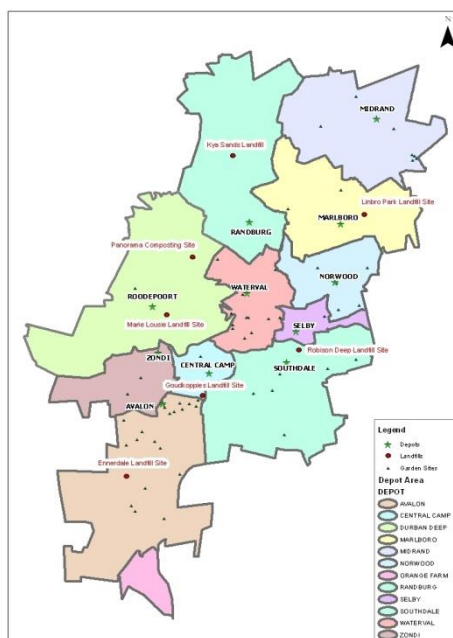 N
MIDRAND
Kya Sands Landfill
Linbro Park Landfill Site
MARLBORO
RANDBURG
Panorama Composting Site
NORWOOD
WATERVAL
ROODEPOORT
Marie Lousie Landfill Site
SELBY
Robison Deep Landfill Site
ZONDI
CENTRAL CAMP
SOUTHDALE
Goudkoppies Landfill Site
AVALON
Ennerdale Landfill Site
Legend
Depots
Landfills
Garden Sites
Depot Area
DEPOT
AVALON
CENTRAL CAMP
DURBAN DEEP
MARLBORO
MIDRAND
NORWOOD
ORANGE FARM
RANDBURG
SELBY
SOUTHDALE
WATERVAL
ZONDI